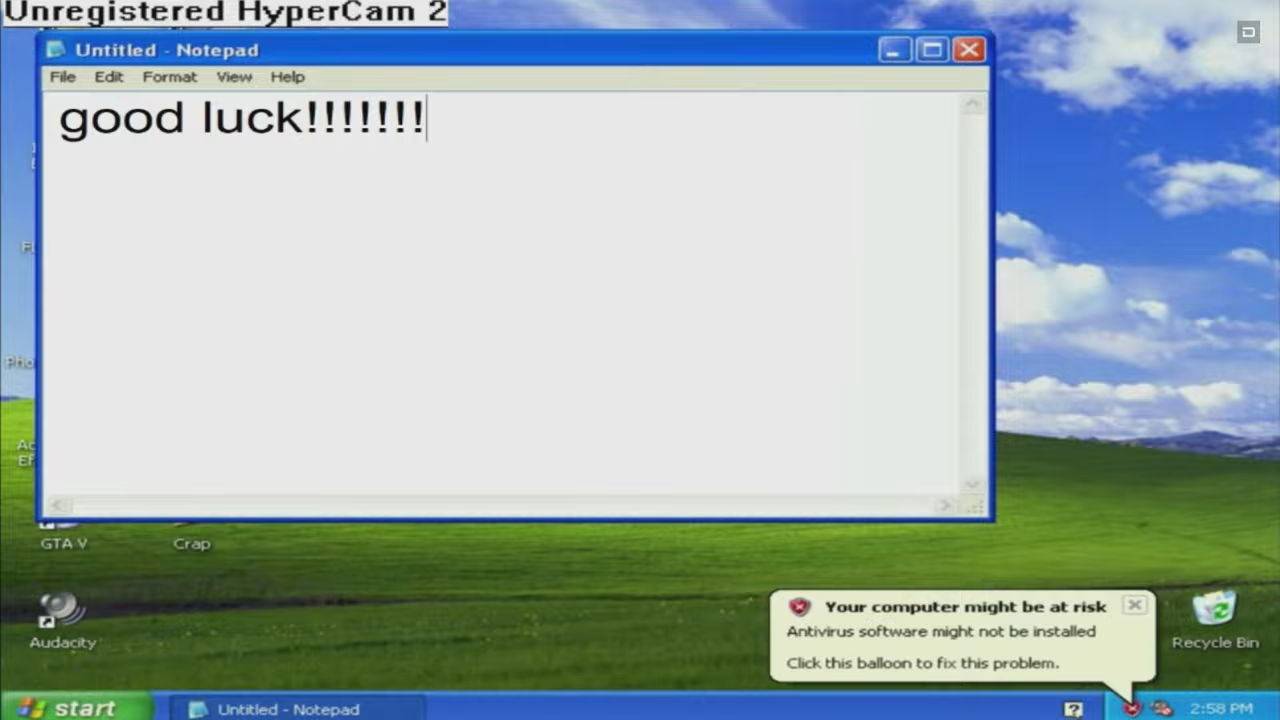 Unregistered HyperCam 2
Untitled - Notepad
File Edit Format View Help
good luck!!!!!!!
GTA V
Crap
Audacity
Your computer might be at risk
Antivirus software might not be installed
Click this balloon to fix this problem.
Recycle Bin
start
Untitled - Notepad
2:58 PM